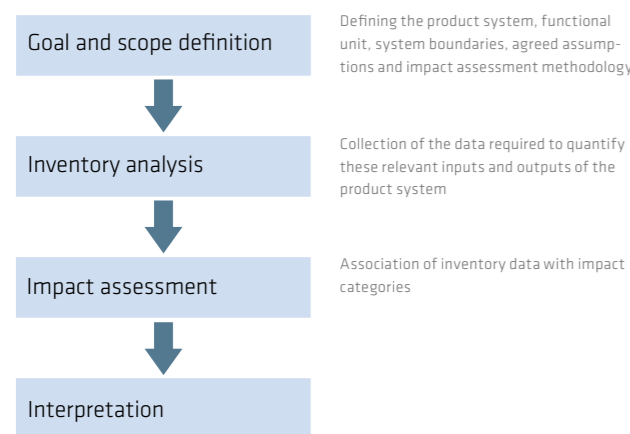 Goal and scope definition
Defining the product system, functional
unit, system boundaries, agreed assump-
tions and impact assessment methodology
Inventory analysis
Collection of the data required to quantify
these relevant inputs and outputs of the
product system
Impact assessment
Association of inventory data with impact
categories
Interpretation